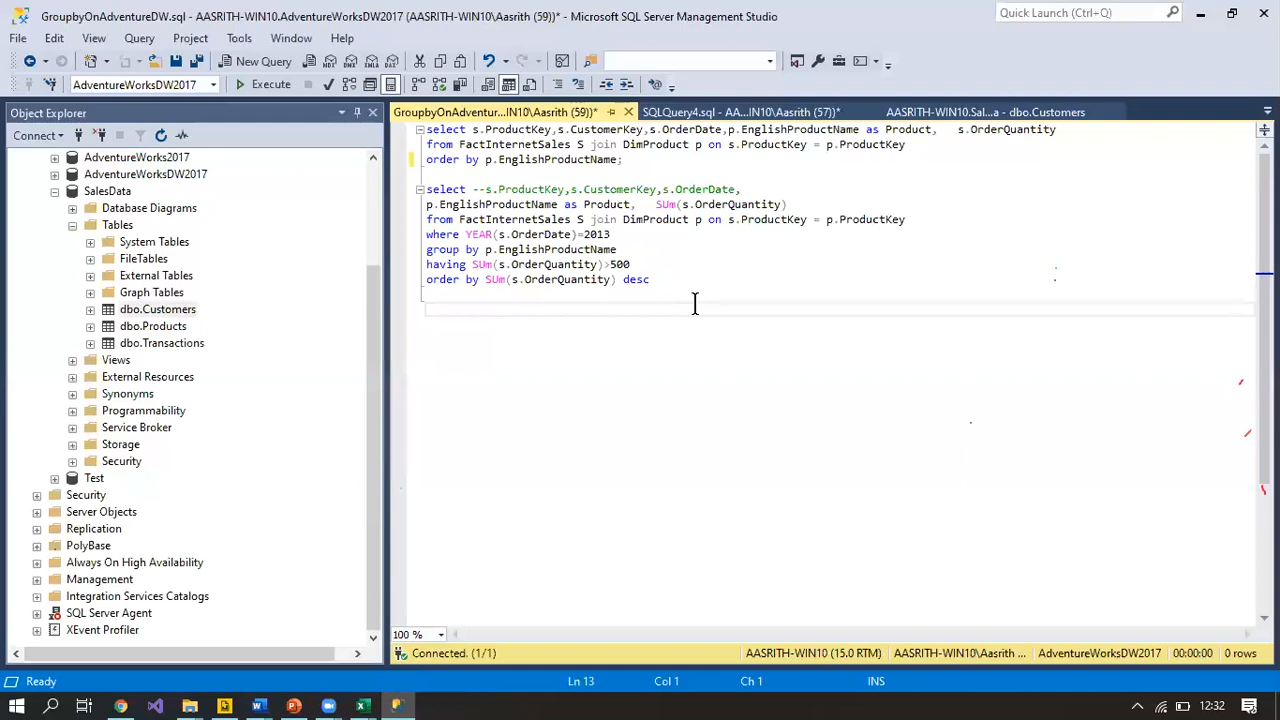 GroupbyOnAdventureDW.sql - AASRITH-WIN10.AdventureWorksDW2017 (AASRITH-WIN10\Aasrith (59))* - Microsoft SQL Server Management Studio
Quick Launch (Ctrl+Q)
File Edit View Query Project Tools Window Help
New Query
AdventureWorksDW2017 Execute
Object Explorer
GroupbyOnAdventur...IN10\Aasrith (59))* SQLQuery4.sql - AA...IN10\Aasrith (57))* AASRITH-WIN10.Sal...a - dbo.Customers
Connect
AdventureWorks2017
AdventureWorksDW2017
SalesData
Database Diagrams
Tables
System Tables
FileTables
External Tables
Graph Tables
dbo.Customers
dbo.Products
dbo.Transactions
Views
External Resources
Synonyms
Programmability
Service Broker
Storage
Security
Test
Security
Server Objects
Replication
PolyBase
Always On High Availability
Management
Integration Services Catalogs
SQL Server Agent
XEvent Profiler
select s.ProductKey,s.CustomerKey,s.OrderDate,p.EnglishProductName as Product, s.OrderQuantity
from FactInternetSales S join DimProduct p on s.ProductKey = p.ProductKey
order by p.EnglishProductName;
select --s.ProductKey,s.CustomerKey,s.OrderDate,
p.EnglishProductName as Product, SUm(s.OrderQuantity)
from FactInternetSales S join DimProduct p on s.ProductKey = p.ProductKey
where YEAR(s.OrderDate)=2013
group by p.EnglishProductName
having SUm(s.OrderQuantity)>500
order by SUm(s.OrderQuantity) desc
100 %
Connected. (1/1) AASRITH-WIN10 (15.0 RTM) AASRITH-WIN10\Aasrith ... AdventureWorksDW2017 00:00:00 0 rows
Ready Ln 13 Col 1 Ch 1 INS
12:32